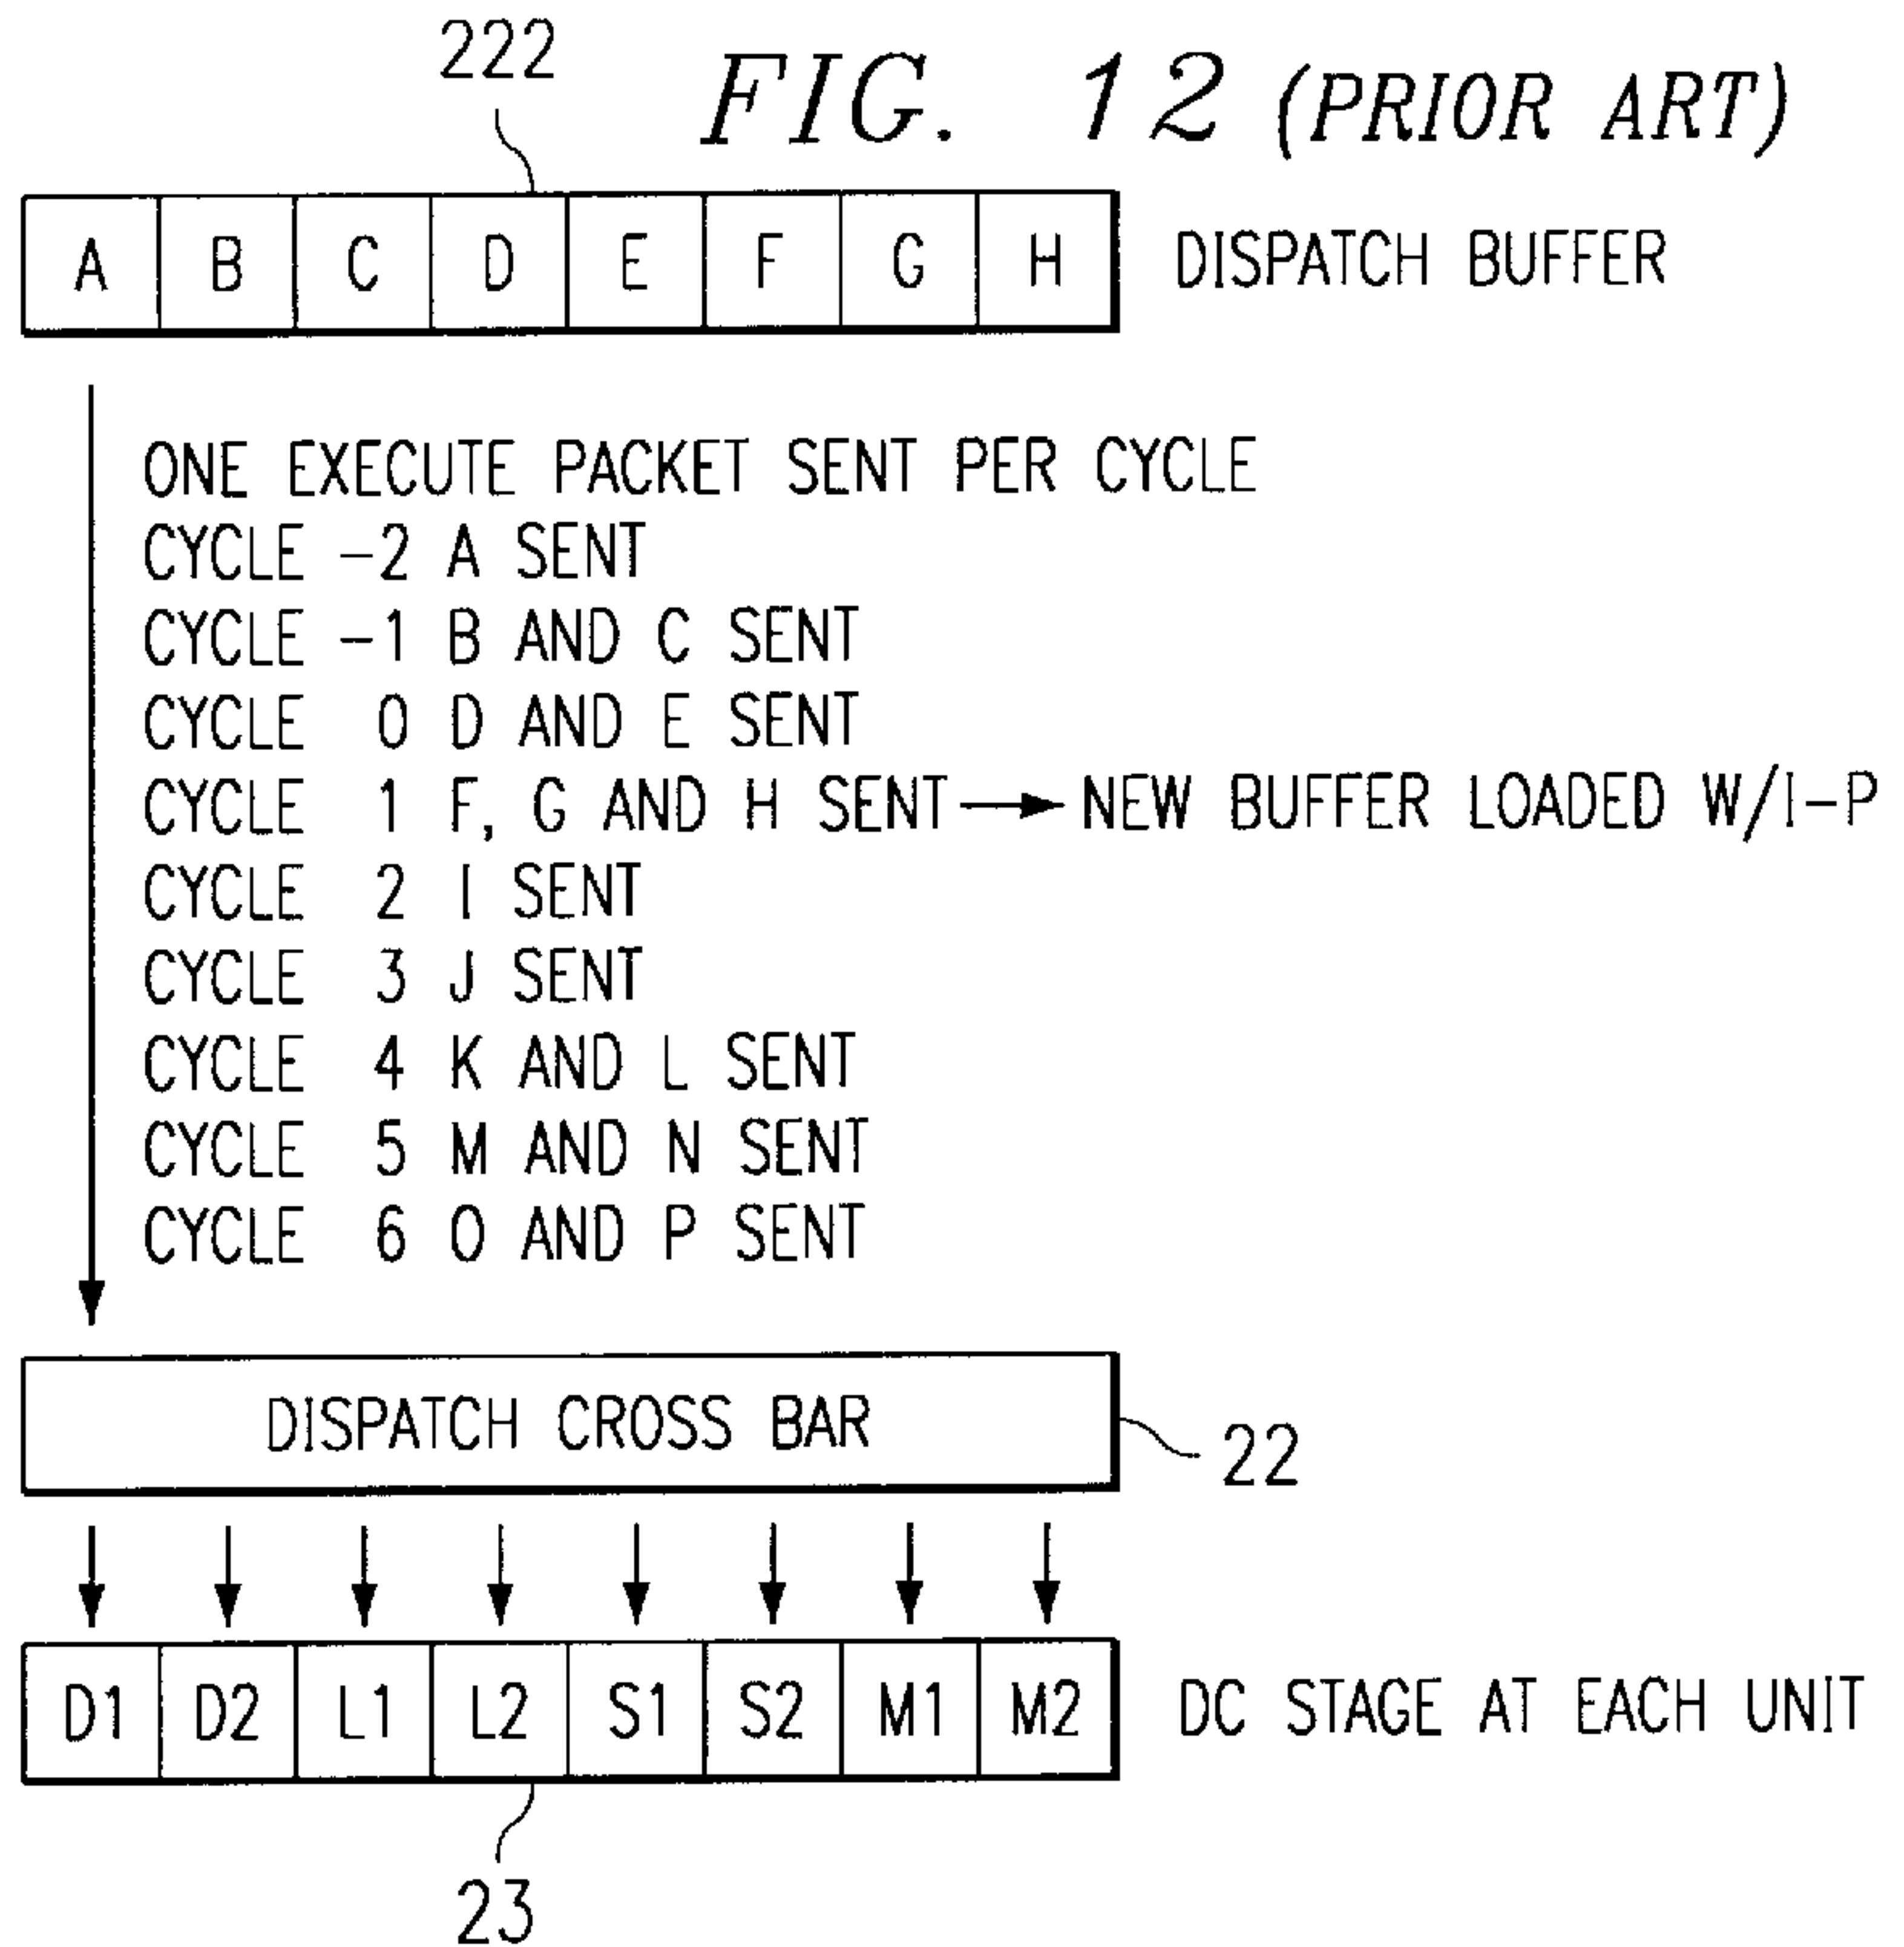 222
FIG. 12 (PRIOR ART)
A B C D E F G H DISPATCH BUFFER
ONE EXECUTE PACKET SENT PER CYCLE
CYCLE -2 A SENT
CYCLE -1 B AND C SENT
CYCLE 0 D AND E SENT
CYCLE 1 F, G AND H SENT → NEW BUFFER LOADED W/I-P
CYCLE 2 I SENT
CYCLE 3 J SENT
CYCLE 4 K AND L SENT
CYCLE 5 M AND N SENT
CYCLE 6 O AND P SENT
DISPATCH CROSS BAR
22
D1 D2 L1 L2 S1 S2 M1 M2 DC STAGE AT EACH UNIT
23